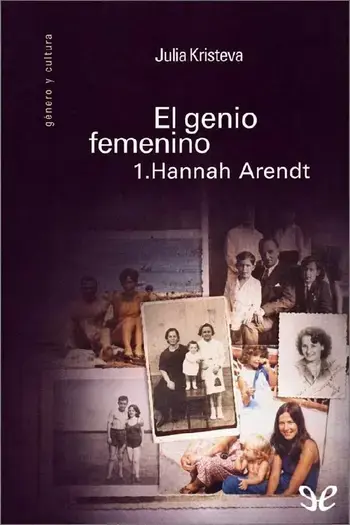 género y cultura
Julia Kristeva
El genio
femenino
1.Hannah Arendt